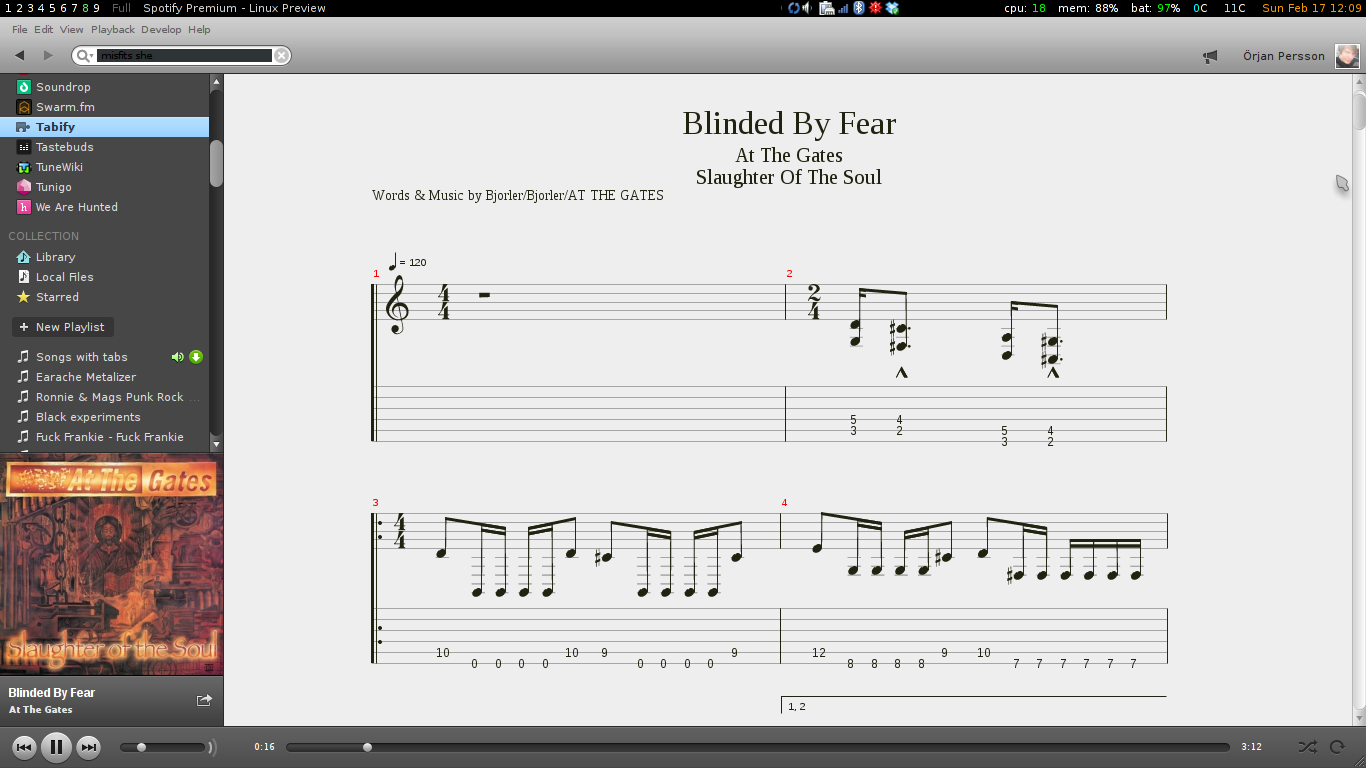 1 2 3 4 5 6 7 8 9 Full Spotify Premium - Linux Preview cpu: 18 mem: 88% bat: 97% 0C 11C Sun Feb 17 12:09
File Edit View Playback Develop Help
misfits she
Örjan Persson
Soundrop
Swarm.fm
Tabify
Tastebuds
TuneWiki
Tunigo
h We Are Hunted
COLLECTION
Library
Local Files
Starred
+ New Playlist
Songs with tabs
Earache Metalizer
Ronnie & Mags Punk Rock ...
Black experiments
Fuck Frankie - Fuck Frankie
At The Gates
Slaughter of the Soul
Blinded By Fear
At The Gates
Blinded By Fear
At The Gates
Slaughter Of The Soul
Words & Music by Bjorler/Bjorler/AT THE GATES
= 120
1 2
4 2
4 4
5 4
3 2 5 4
3 2
3 4
4
4
10 10 9 9 12 9 10
0 0 0 0 0 0 0 0 8 8 8 8 7 7 7 7 7 7
1, 2
0:16 3:12